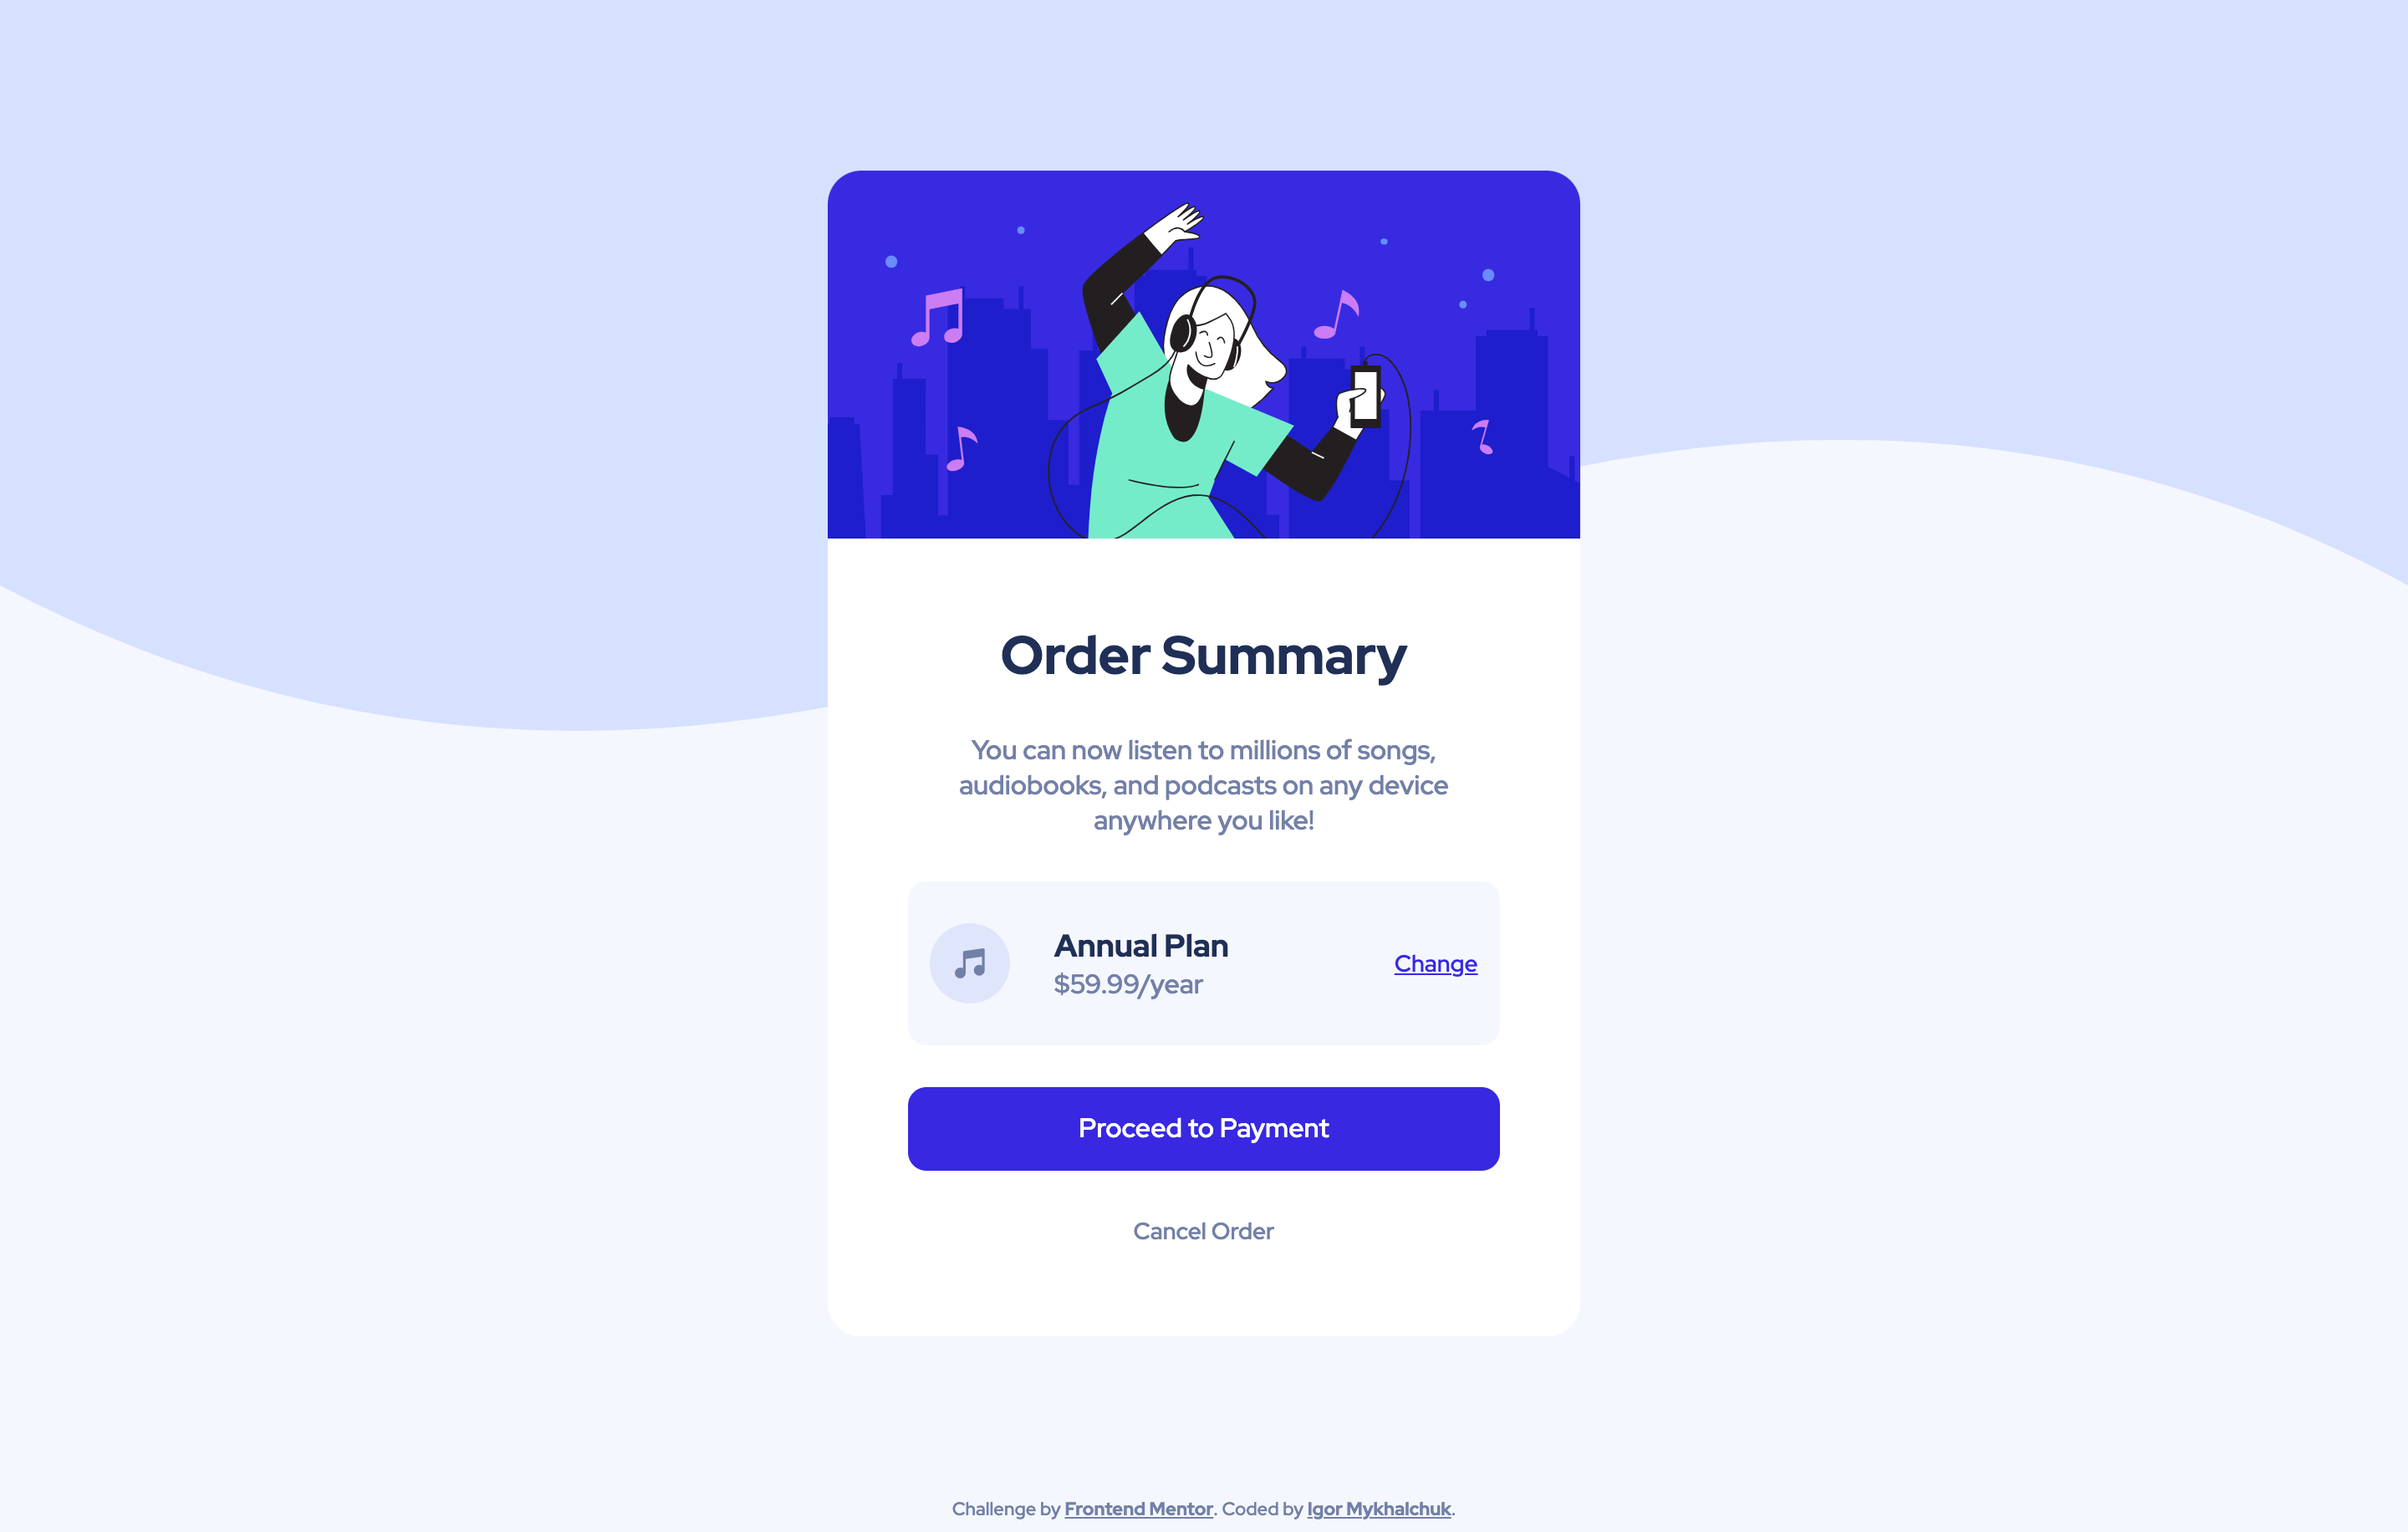 Order Summary
You can now listen to millions of songs,
audiobooks, and podcasts on any device
anywhere you like!
Annual Plan
$59.99/year
Change
Proceed to Payment
Cancel Order
Challenge by Frontend Mentor. Coded by Igor Mykhalchuk.